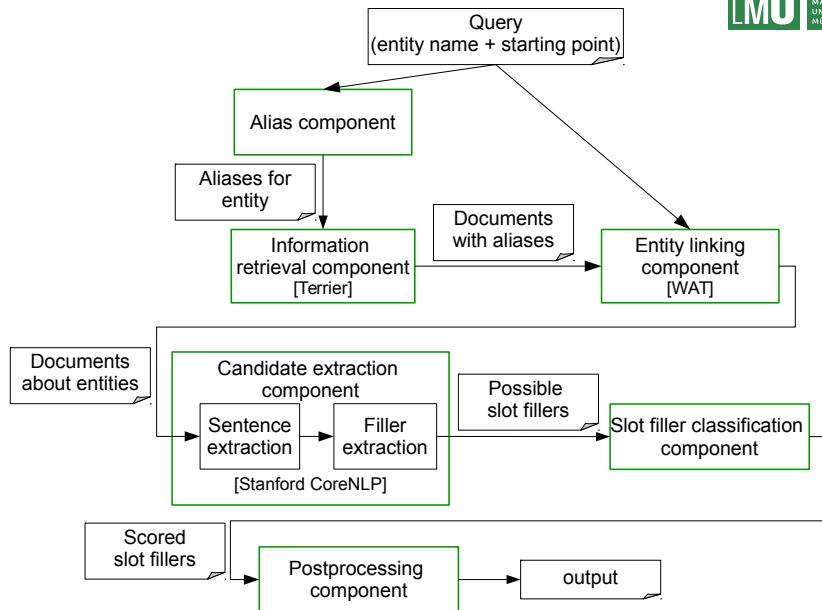 LMU
Query
(entity name + starting point)
Alias component
Aliases for
entity
Information
retrieval component
[Terrier]
Documents
with aliases
Entity linking
component
[WAT]
Documents
about entities
Candidate extraction
component
Sentence
extraction
Filler
extraction
[Stanford CoreNLP]
Possible
slot fillers
Slot filler classification
component
Scored
slot fillers
Postprocessing
component
output